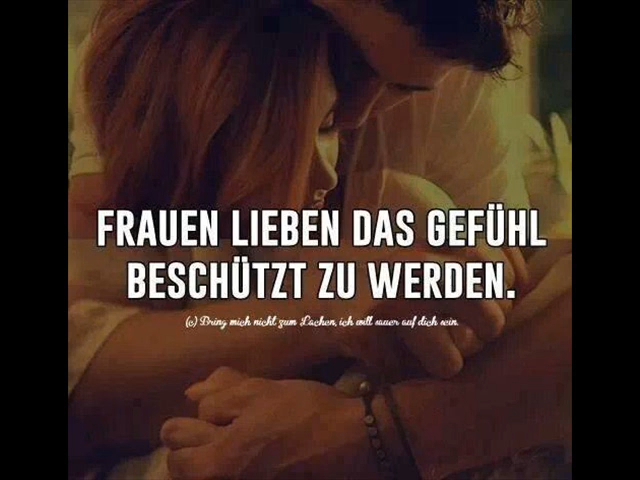 FRAUEN LIEBEN DAS GEFÜHL
BESCHÜTZT ZU WERDEN.
(c) Bring mich nicht zum Lachen, ich will sauer auf dich sein.